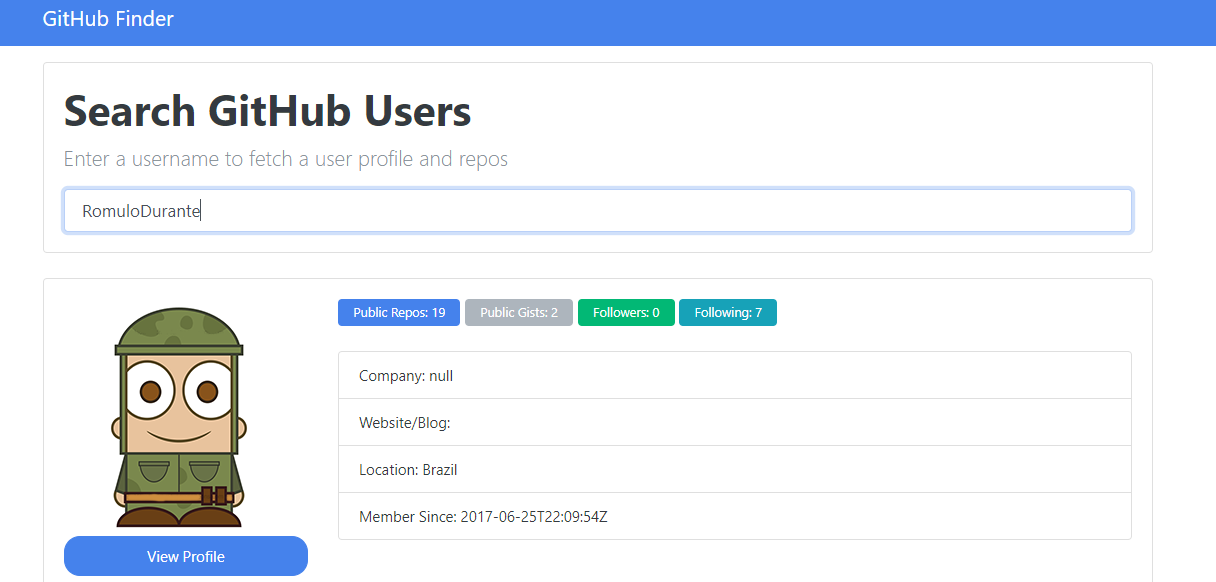 GitHub Finder
Search GitHub Users
Enter a username to fetch a user profile and repos
RomuloDurante
Public Repos: 19 Public Gists: 2 Followers: 0 Following: 7
Company: null
Website/Blog:
Location: Brazil
Member Since: 2017-06-25T22:09:54Z
View Profile